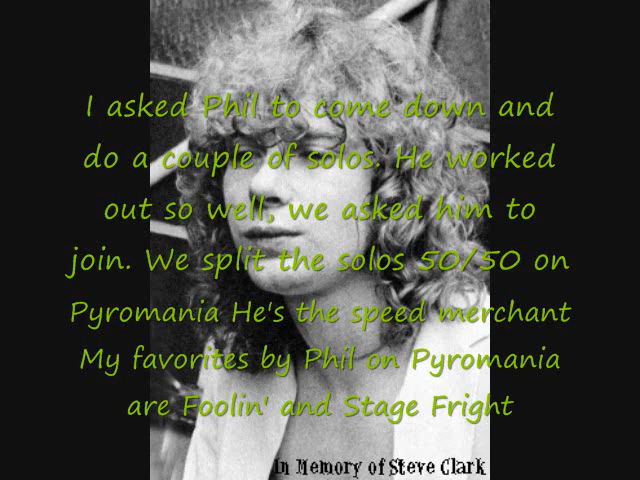 I asked Phil to come down and
do a couple of solos. He worked
out so well, we asked him to
join. We split the solos 50/50 on
Pyromania He's the speed merchant
My favorites by Phil on Pyromania
are Foolin' and Stage Fright
In Memory of Steve Clark